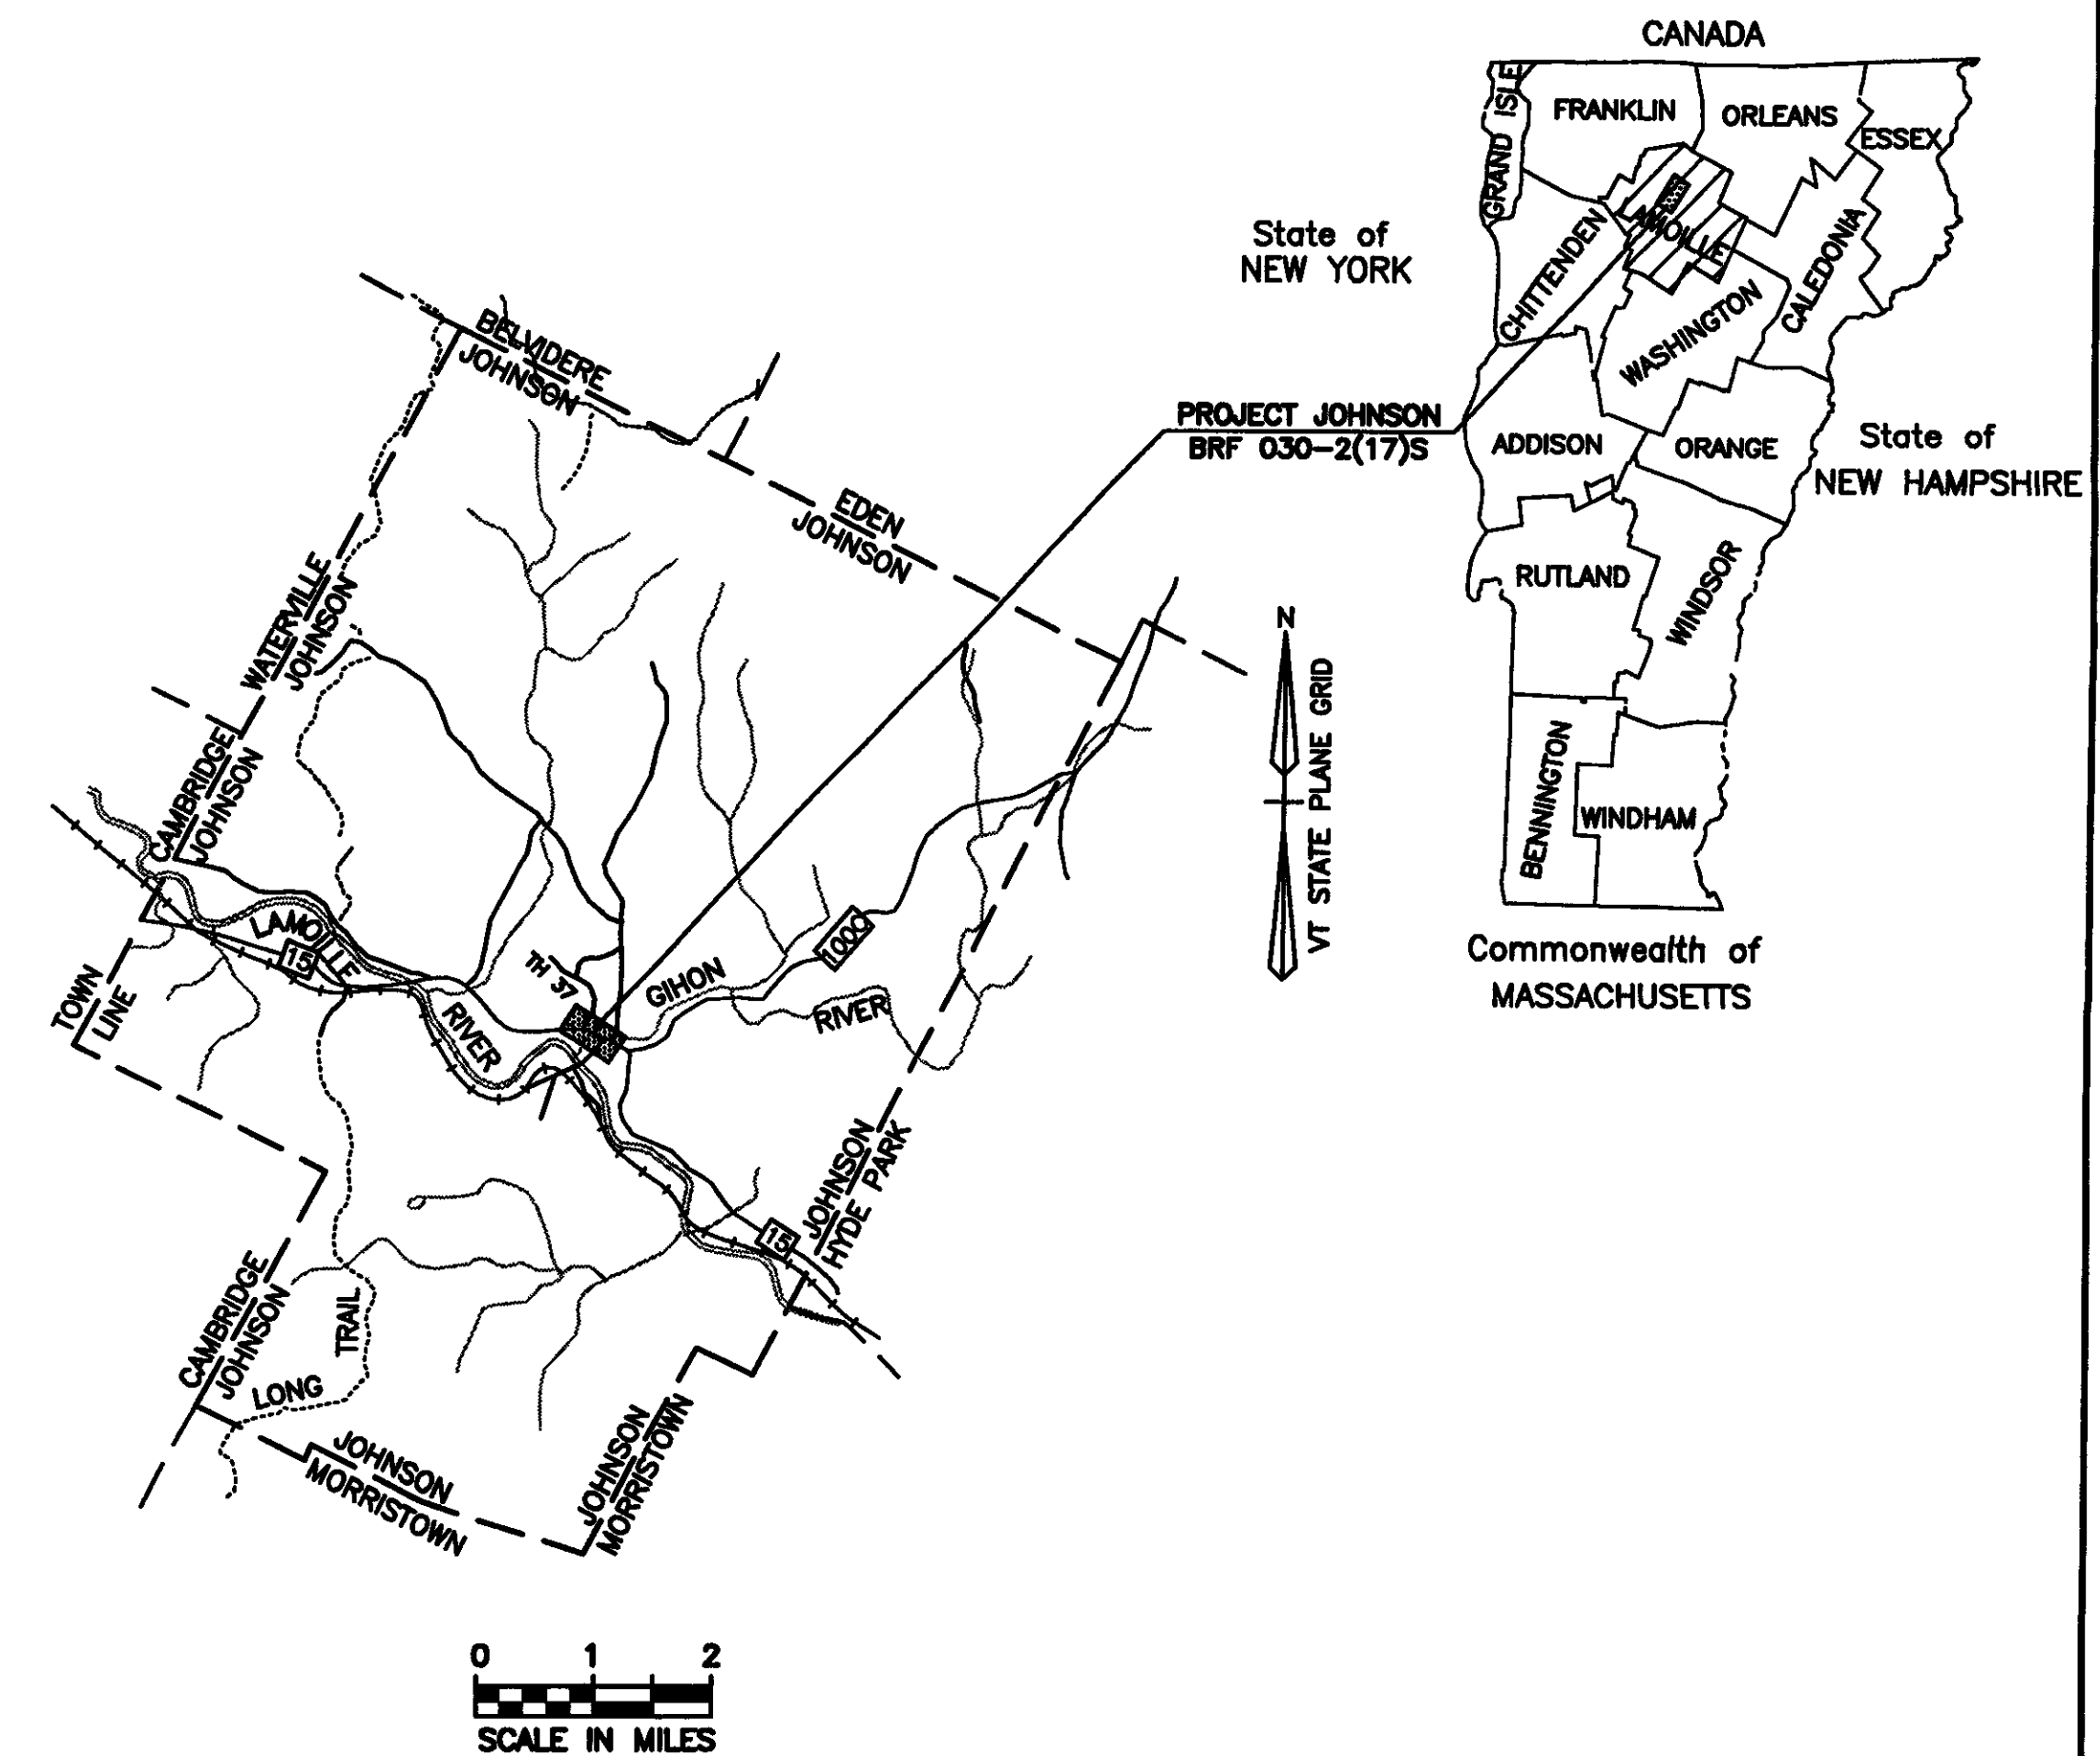 CANADA
GRAND ISLE
FRANKLIN
ORLEANS
ESSEX
LAMOILLE
CHITTENDEN
CALEDONIA
WASHINGTON
State of
NEW YORK
PROJECT JOHNSON
BRF 030-2(17)S
ADDISON
ORANGE
State of
NEW HAMPSHIRE
RUTLAND
WINDSOR
BENNINGTON
WINDHAM
Commonwealth of
MASSACHUSETTS
BELVIDERE
JOHNSON
EDEN
JOHNSON
WATERVILLE
JOHNSON
N
VT STATE PLANE GRID
CAMBRIDGE
JOHNSON
LAMOILLE
15
RIVER
TH 37
GIHON
RIVER
1000
TOWN
LINE
JOHNSON
HYDE PARK
15
CAMBRIDGE
JOHNSON
TRAIL
LONG
JOHNSON
MORRISTOWN
JOHNSON
MORRISTOWN
0 1 2
SCALE IN MILES